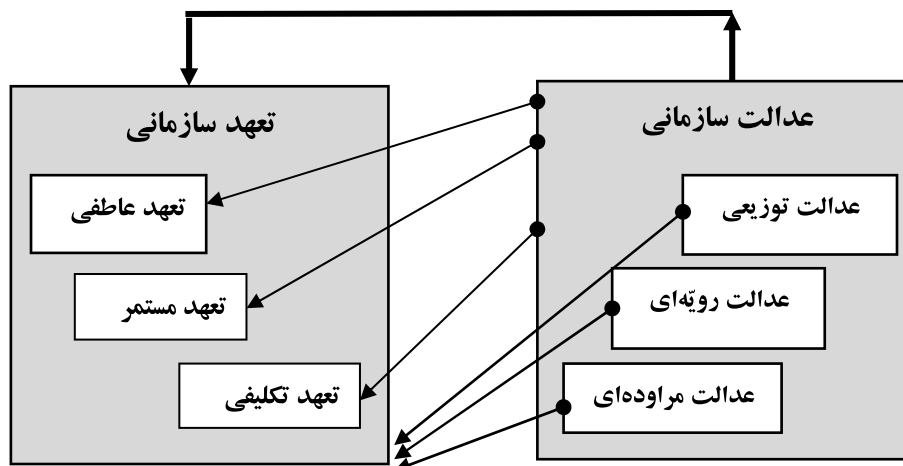 عدالت سازمانی
عدالت توزیعی
عدالت رویّه‌ای
عدالت مراوده‌ای
تعهد سازمانی
تعهد عاطفی
تعهد مستمر
تعهد تکلیفی